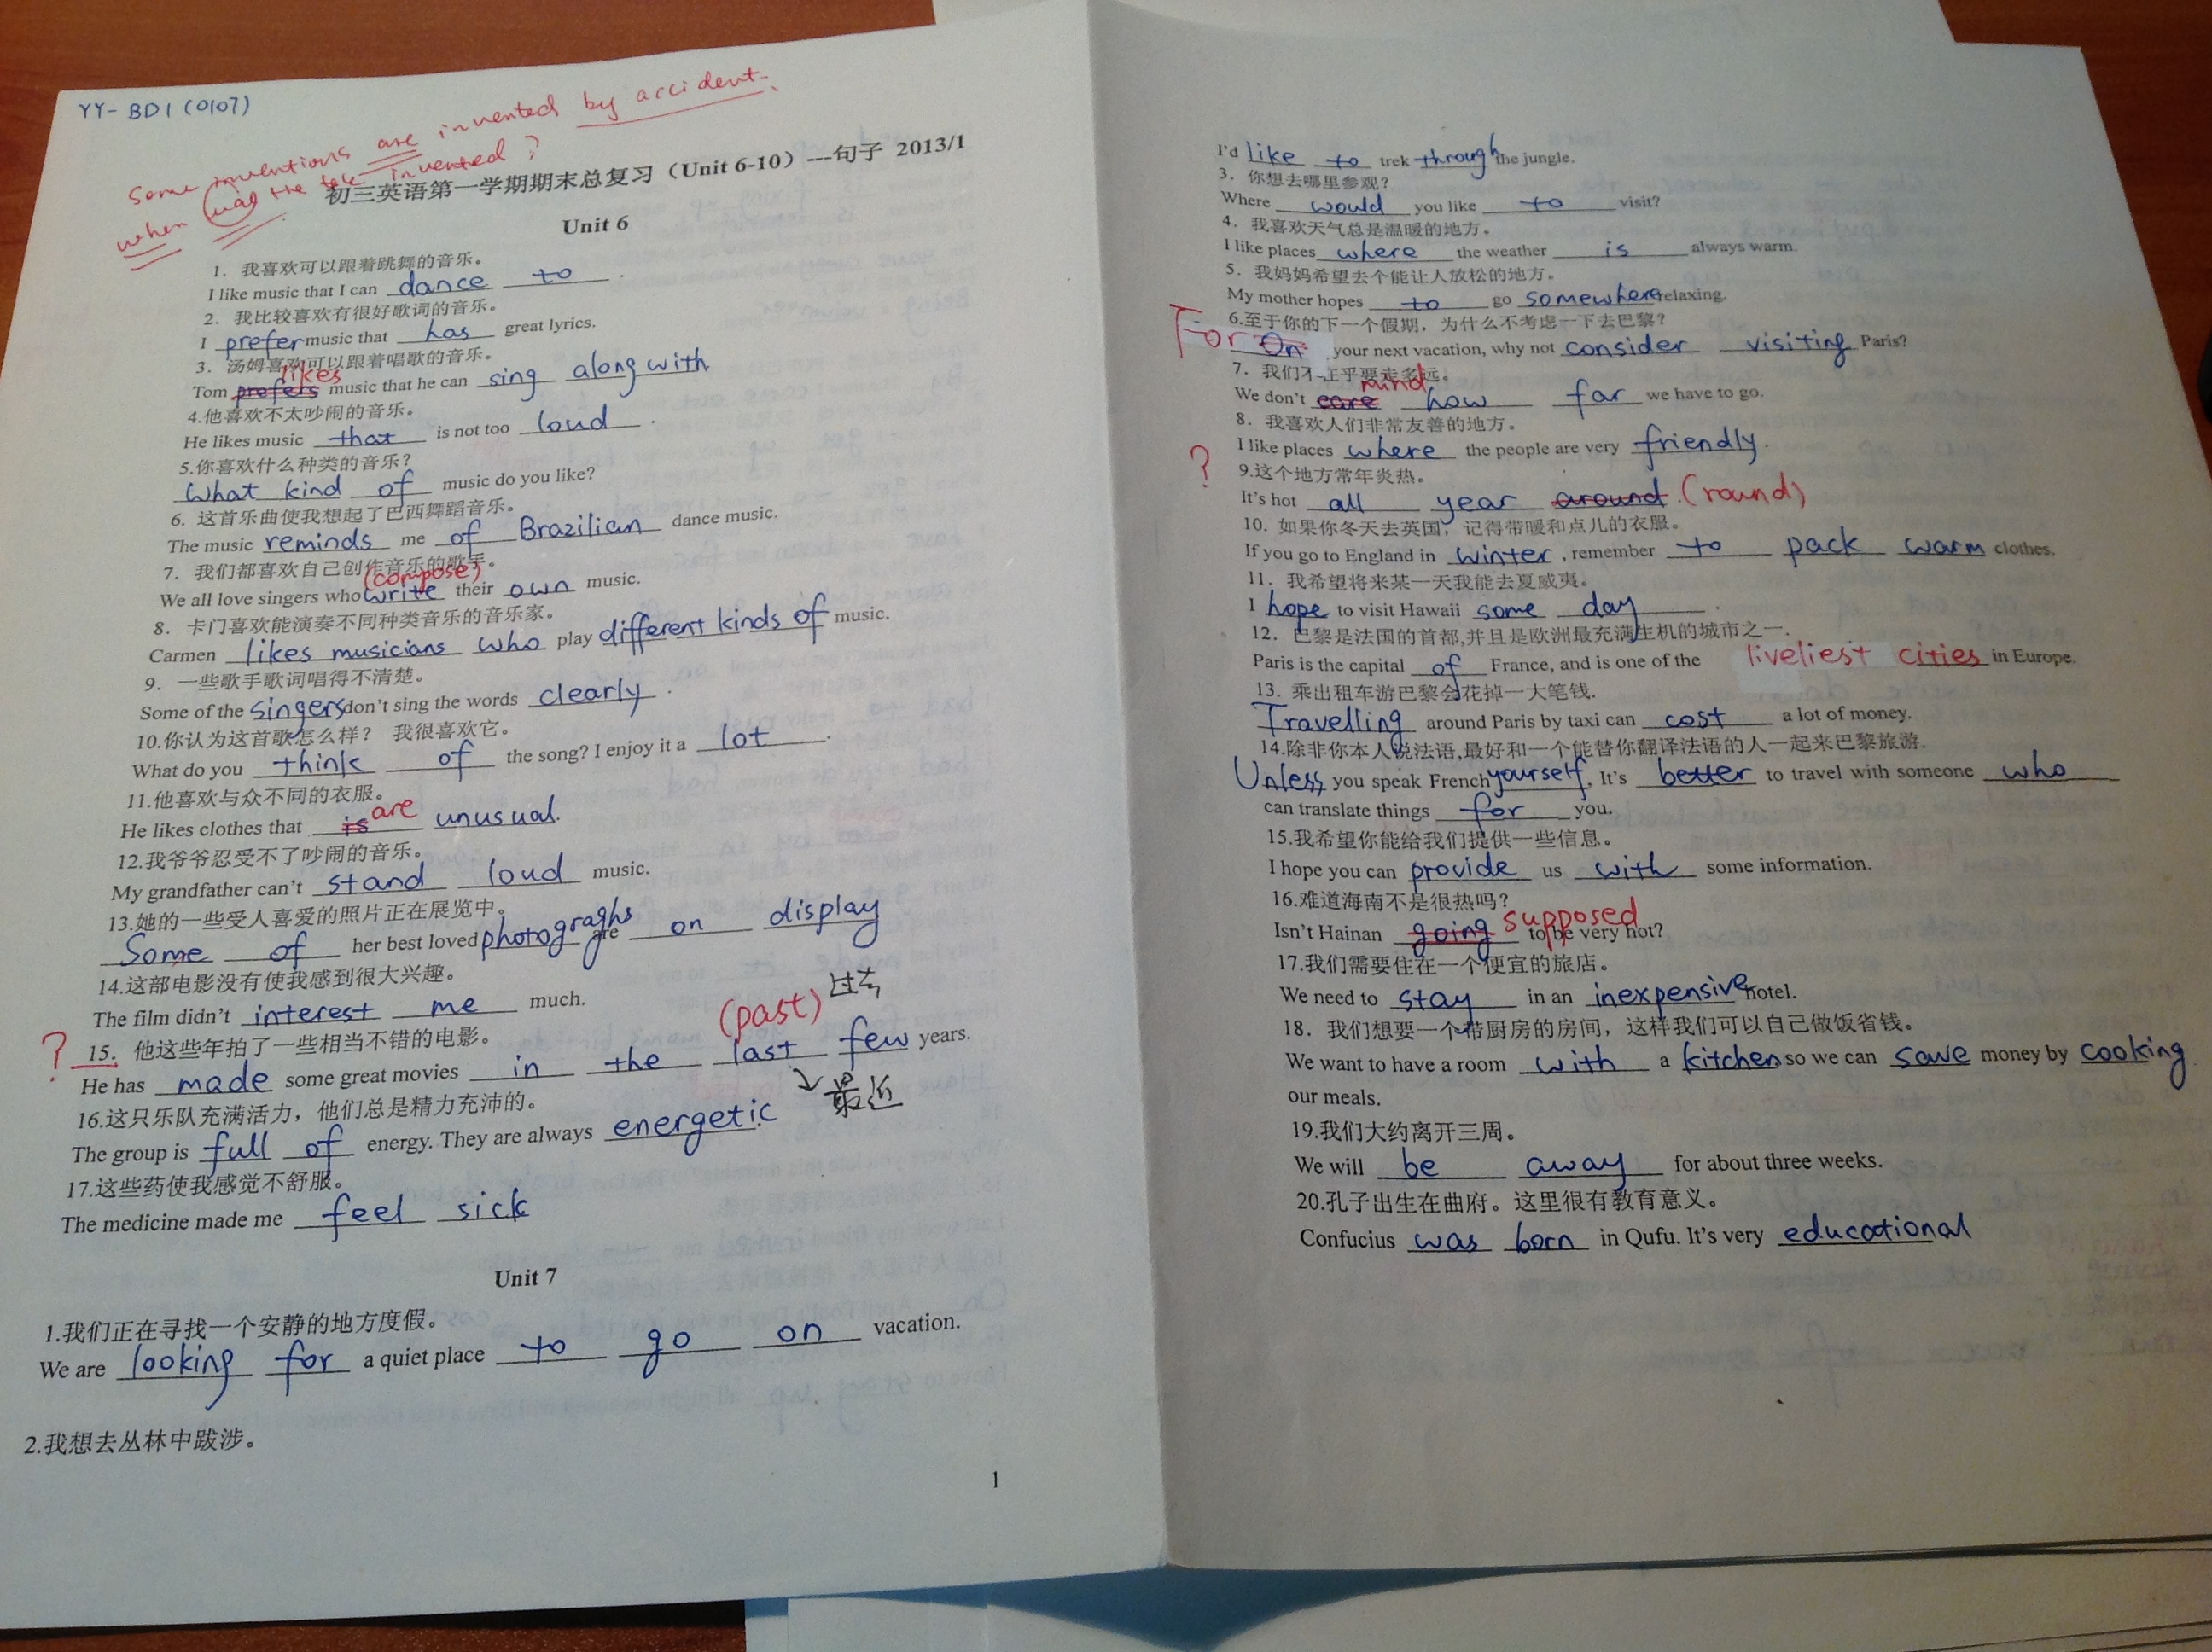 YY- BD1 (0107)
Some inventions are invented by accident.
When was the tea invented?
初三英语第一学期期末总复习（Unit 6-10）---句子 2013/1
Unit 6
1. 我喜欢可以跟着跳舞的音乐。
I like music that I can dance to .
2. 我比较喜欢有很好歌词的音乐。
I prefer music that has great lyrics.
3. 汤姆喜欢可以跟着唱歌的音乐。
Tom prefers likes music that he can sing along with
4.他喜欢不太吵闹的音乐。
He likes music that is not too loud .
5.你喜欢什么种类的音乐?
What kind of music do you like?
6. 这首乐曲使我想起了巴西舞蹈音乐。
The music reminds me of Brazilian dance music.
7. 我们都喜欢自己创作音乐的歌手。
(compose)
We all love singers who write their own music.
8. 卡门喜欢能演奏不同种类音乐的音乐家。
Carmen likes musicians who play different kinds of music.
9. 一些歌手歌词唱得不清楚。
Some of the singers don't sing the words clearly .
10.你认为这首歌怎么样? 我很喜欢它。
What do you think of the song? I enjoy it a lot .
11.他喜欢与众不同的衣服。
He likes clothes that is are unusual.
12.我爷爷忍受不了吵闹的音乐。
My grandfather can't stand loud music.
13.她的一些受人喜爱的照片正在展览中。
Some of her best loved photograghs are on display
14.这部电影没有使我感到很大兴趣。
The film didn't interest me much.
(past) 过去
? 15. 他这些年拍了一些相当不错的电影。
He has made some great movies in the last few years.
最近
16.这只乐队充满活力，他们总是精力充沛的。
The group is full of energy. They are always energetic .
17.这些药使我感觉不舒服。
The medicine made me feel sick
Unit 7
1.我们正在寻找一个安静的地方度假。
We are looking for a quiet place to go on vacation.
2.我想去丛林中跋涉。
1
I'd like to trek through the jungle.
3. 你想去哪里参观?
Where would you like to visit?
4. 我喜欢天气总是温暖的地方。
I like places where the weather is always warm.
5. 我妈妈希望去个能让人放松的地方。
My mother hopes to go somewhere relaxing.
6.至于你的下一个假期，为什么不考虑一下去巴黎?
For On your next vacation, why not consider visiting Paris?
7. 我们不在乎要走多远。
We don't care mind how far we have to go.
8. 我喜欢人们非常友善的地方。
I like places where the people are very friendly .
? 9.这个地方常年炎热。
It's hot all year around . (round)
10. 如果你冬天去英国，记得带暖和点儿的衣服。
If you go to England in winter , remember to pack warm clothes.
11. 我希望将来某一天我能去夏威夷。
I hope to visit Hawaii some day .
12. 巴黎是法国的首都,并且是欧洲最充满生机的城市之一.
Paris is the capital of France, and is one of the liveliest cities in Europe.
13. 乘出租车游巴黎会花掉一大笔钱.
Travelling around Paris by taxi can cost a lot of money.
14.除非你本人说法语,最好和一个能替你翻译法语的人一起来巴黎旅游.
Unless you speak French yourself, It's better to travel with someone who
can translate things for you.
15.我希望你能给我们提供一些信息。
I hope you can provide us with some information.
16.难道海南不是很热吗?
Isn't Hainan going supposed to be very hot?
17.我们需要住在一个便宜的旅店。
We need to stay in an inexpensive hotel.
18. 我们想要一个带厨房的房间，这样我们可以自己做饭省钱。
We want to have a room with a kitchen so we can save money by cooking
our meals.
19.我们大约离开三周。
We will be away for about three weeks.
20.孔子出生在曲府。这里很有教育意义。
Confucius was born in Qufu. It's very educational